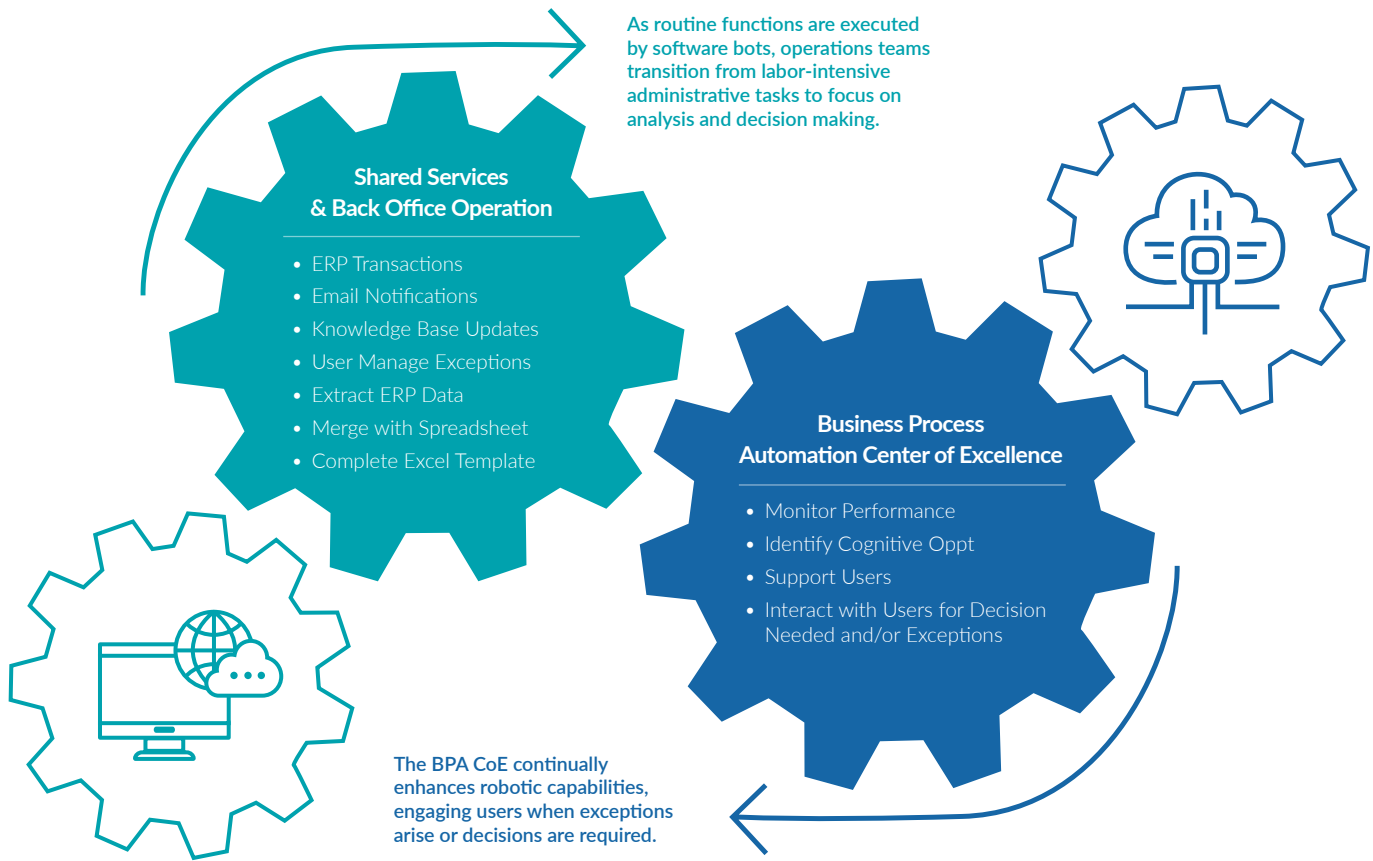 As routine functions are executed
by software bots, operations teams
transition from labor-intensive
administrative tasks to focus on
analysis and decision making.
Shared Services
& Back Office Operation
• ERP Transactions
• Email Notifications
• Knowledge Base Updates
• User Manage Exceptions
• Extract ERP Data
• Merge with Spreadsheet
• Complete Excel Template
Business Process
Automation Center of Excellence
• Monitor Performance
• Identify Cognitive Oppt
• Support Users
• Interact with Users for Decision
Needed and/or Exceptions
The BPA CoE continually
enhances robotic capabilities,
engaging users when exceptions
arise or decisions are required.